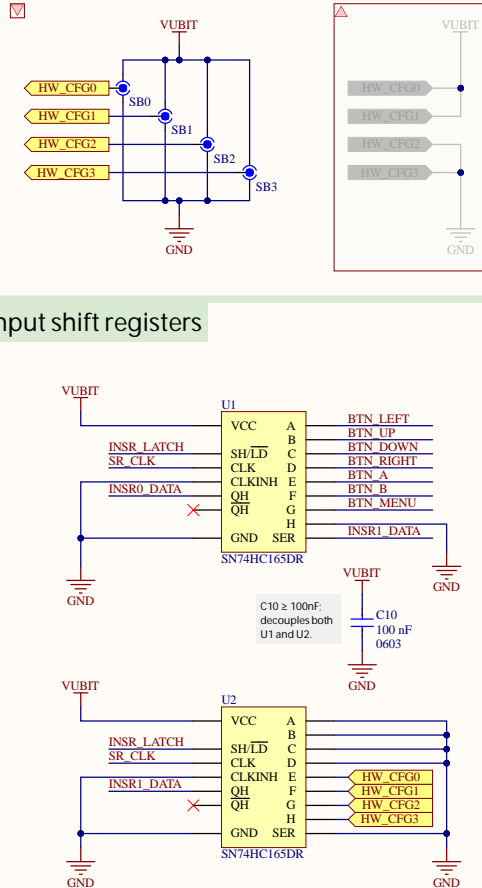 VUBIT
HW_CFG0
SB0
HW_CFG1
SB1
HW_CFG2
SB2
HW_CFG3
SB3
GND
VUBIT
HW_CFG0
HW_CFG1
HW_CFG2
HW_CFG3
GND
nput shift registers
VUBIT
U1
VCC A BTN_LEFT
B BTN_UP
INSR_LATCH SH/LD C BTN_DOWN
SR_CLK CLK D BTN_RIGHT
CLKINH E BTN_A
INSR0_DATA QH F BTN_B
QH G BTN_MENU
H
GND SER INSR1_DATA
SN74HC165DR
GND
GND
VUBIT
C10 ≥ 100nF;
decouples both
U1 and U2.
C10
100 nF
0603
GND
VUBIT
U2
VCC A
B
INSR_LATCH SH/LD C
SR_CLK CLK D
CLKINH E HW_CFG0
INSR1_DATA QH F HW_CFG1
QH G HW_CFG2
H HW_CFG3
GND SER
SN74HC165DR
GND
GND